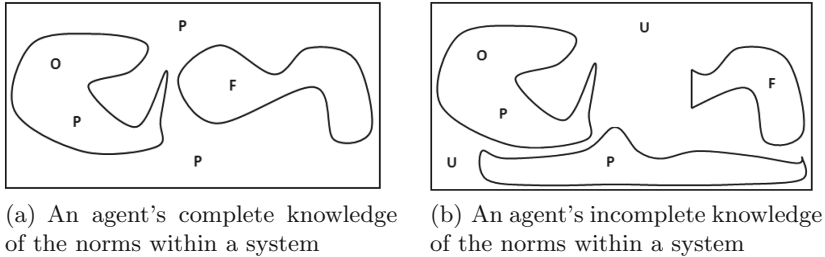 P
O
F
P
P
U
O
F
P
U
P
(a) An agent's complete knowledge
of the norms within a system
(b) An agent's incomplete knowledge
of the norms within a system